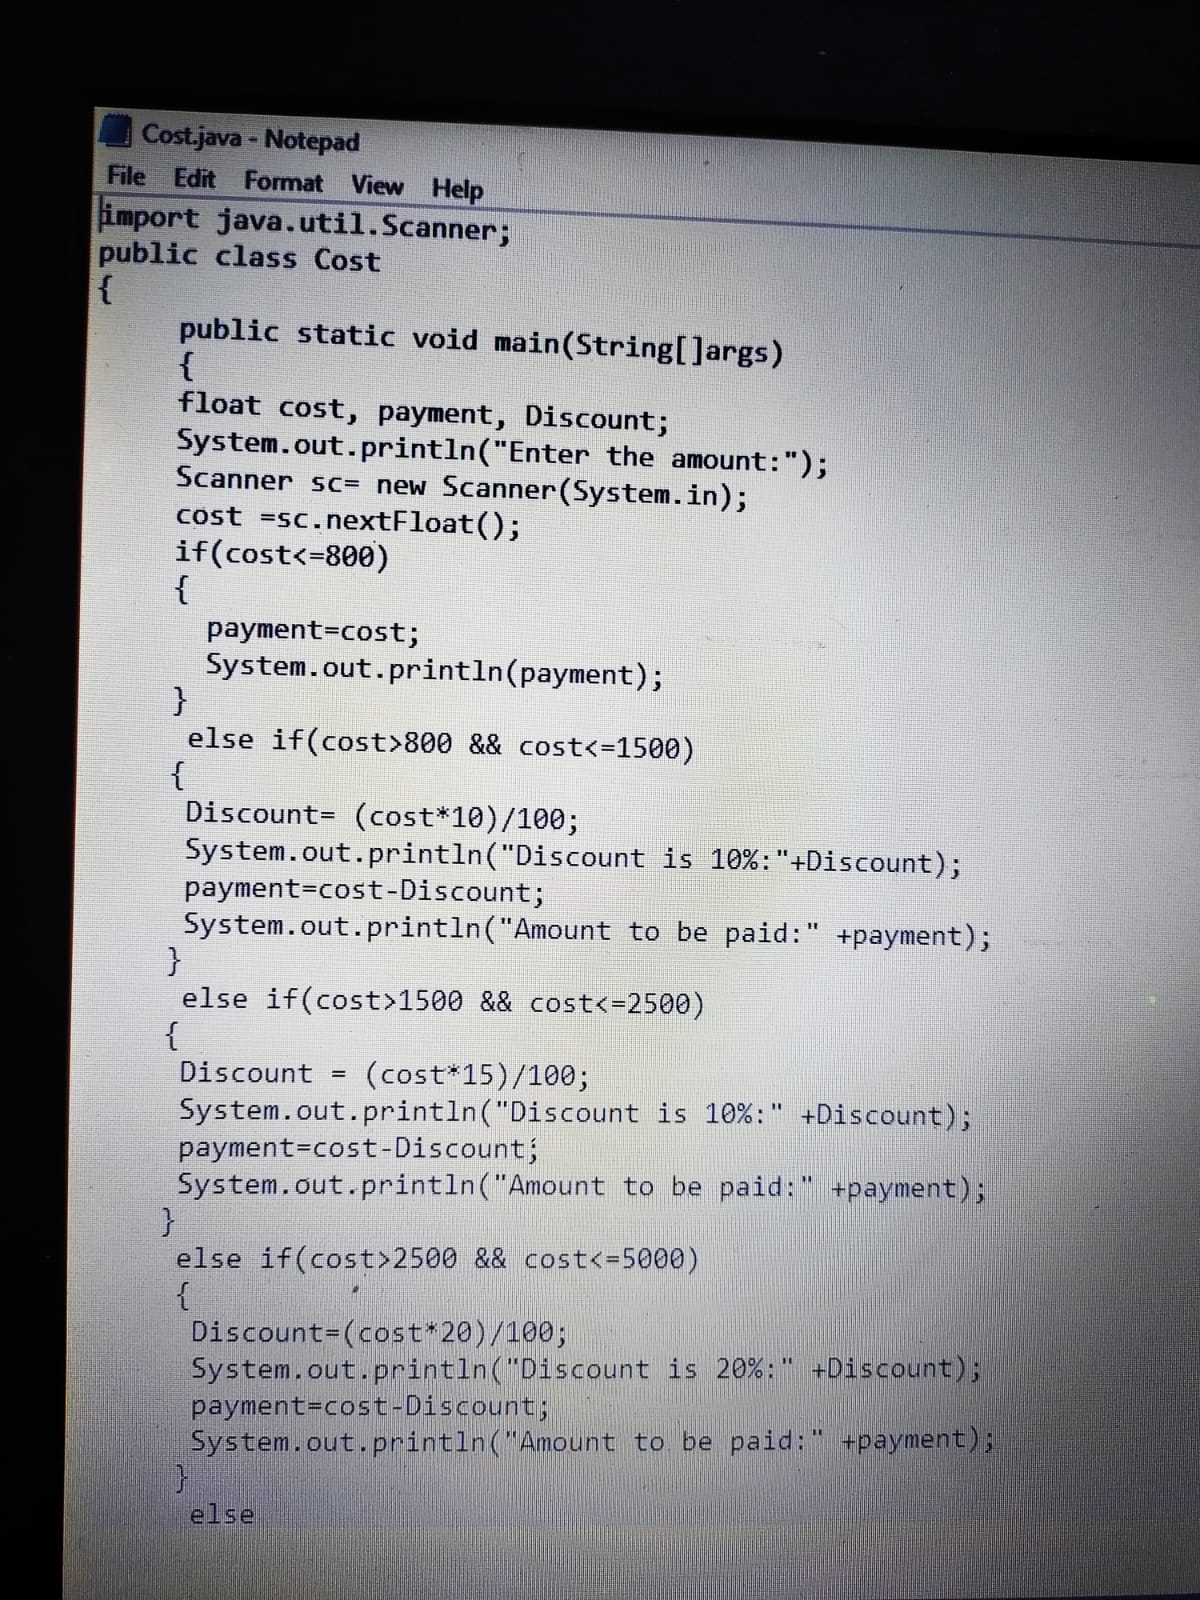 Cost.java - Notepad
File Edit Format View Help
import java.util.Scanner;
public class Cost
{
public static void main(String[]args)
{
float cost, payment, Discount;
System.out.println("Enter the amount:");
Scanner sc= new Scanner(System.in);
cost =sc.nextFloat();
if(cost<=800)
{
payment=cost;
System.out.println(payment);
}
else if(cost>800 && cost<=1500)
{
Discount= (cost*10)/100;
System.out.println("Discount is 10%:"+Discount);
payment=cost-Discount;
System.out.println("Amount to be paid:" +payment);
}
else if(cost>1500 && cost<=2500)
{
Discount = (cost*15)/100;
System.out.println("Discount is 10%:" +Discount);
payment=cost-Discount;
System.out.println("Amount to be paid:" +payment);
}
else if(cost>2500 && cost<=5000)
{
Discount=(cost*20)/100;
System.out.println("Discount is 20%:" +Discount);
payment=cost-Discount;
System.out.println("Amount to be paid:" +payment);
}
else